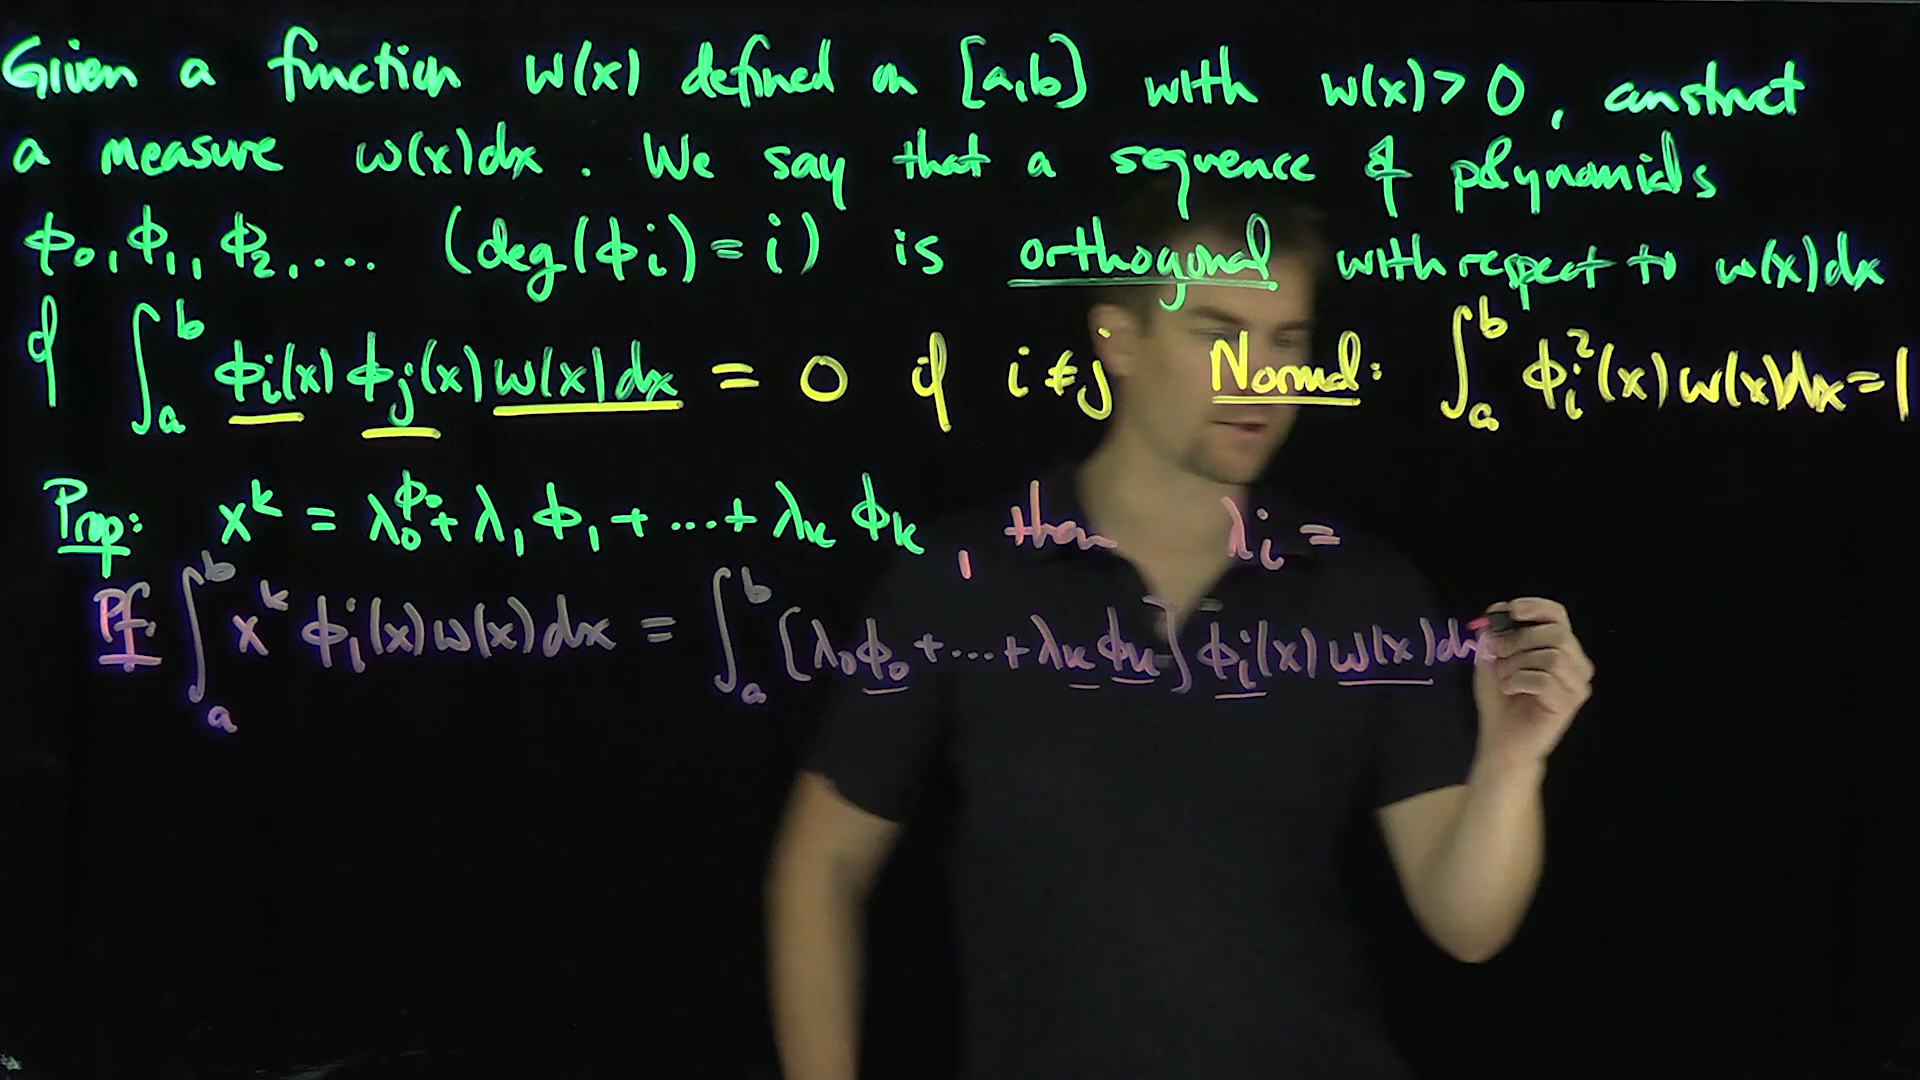 Given a function w(x) defined on [a,b] with w(x) > 0, construct
a measure w(x)dx. We say that a sequence of polynomials
ϕ₀, ϕ₁, ϕ₂, ... (deg(ϕi) = i) is orthogonal with respect to w(x)dx
if ∫_a^b ϕi(x) ϕj(x) w(x)dx = 0 if i ≠ j Normal: ∫_a^b ϕi²(x) w(x)dx = 1
Prop: x^k = λ₀ϕ₀ + λ₁ ϕ₁ + ... + λk ϕk, then λi =
Pf. ∫_a^b x^k ϕi(x) w(x) dx = ∫_a^b [λ₀ϕ₀ + ... + λk ϕk] ϕi(x) w(x)dx